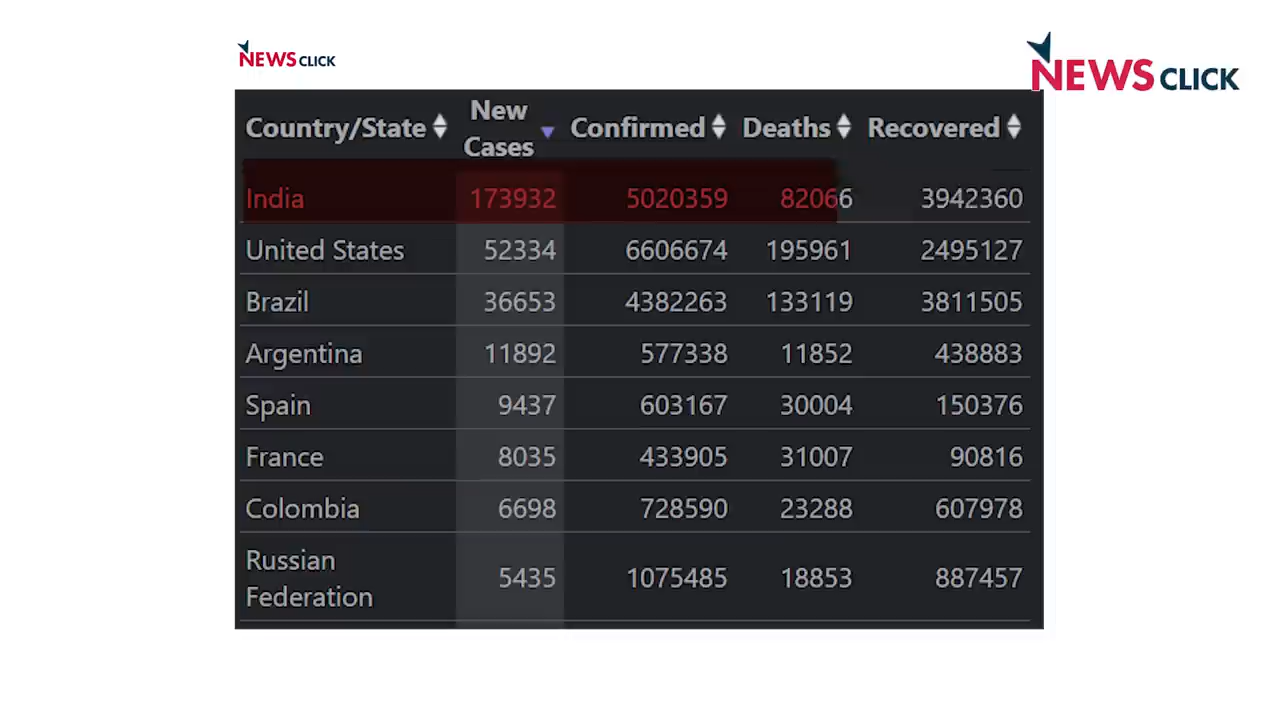 NEWSCLICK
NEWSCLICK
Country/State New Cases Confirmed Deaths Recovered
India 173932 5020359 82066 3942360
United States 52334 6606674 195961 2495127
Brazil 36653 4382263 133119 3811505
Argentina 11892 577338 11852 438883
Spain 9437 603167 30004 150376
France 8035 433905 31007 90816
Colombia 6698 728590 23288 607978
Russian Federation 5435 1075485 18853 887457